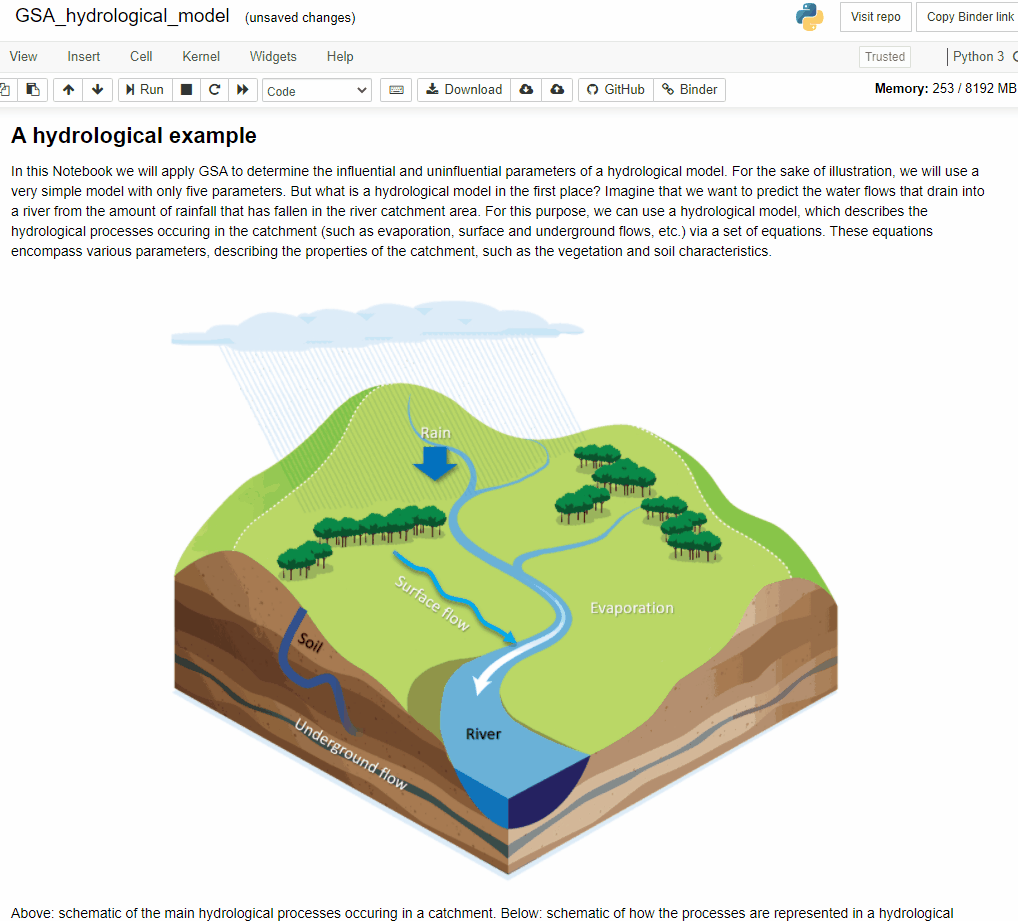 GSA_hydrological_model (unsaved changes)
Visit repo
Copy Binder link
View Insert Cell Kernel Widgets Help
Trusted
Python 3
Run
Code
Download
GitHub
Binder
Memory: 253 / 8192 MB
A hydrological example
In this Notebook we will apply GSA to determine the influential and uninfluential parameters of a hydrological model. For the sake of illustration, we will use a
very simple model with only five parameters. But what is a hydrological model in the first place? Imagine that we want to predict the water flows that drain into
a river from the amount of rainfall that has fallen in the river catchment area. For this purpose, we can use a hydrological model, which describes the
hydrological processes occuring in the catchment (such as evaporation, surface and underground flows, etc.) via a set of equations. These equations
encompass various parameters, describing the properties of the catchment, such as the vegetation and soil characteristics.
Rain
Surface flow
Evaporation
Soil
River
Underground flow
Above: schematic of the main hydrological processes occuring in a catchment. Below: schematic of how the processes are represented in a hydrological